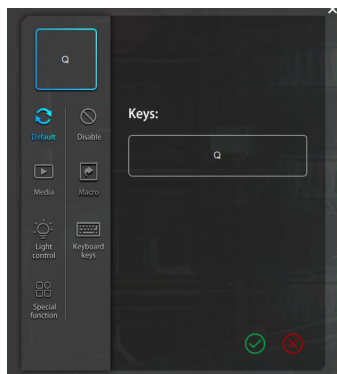 Q
Default
Disable
Media
Macro
Light
control
Keyboard
keys
Special
function
Keys:
Q